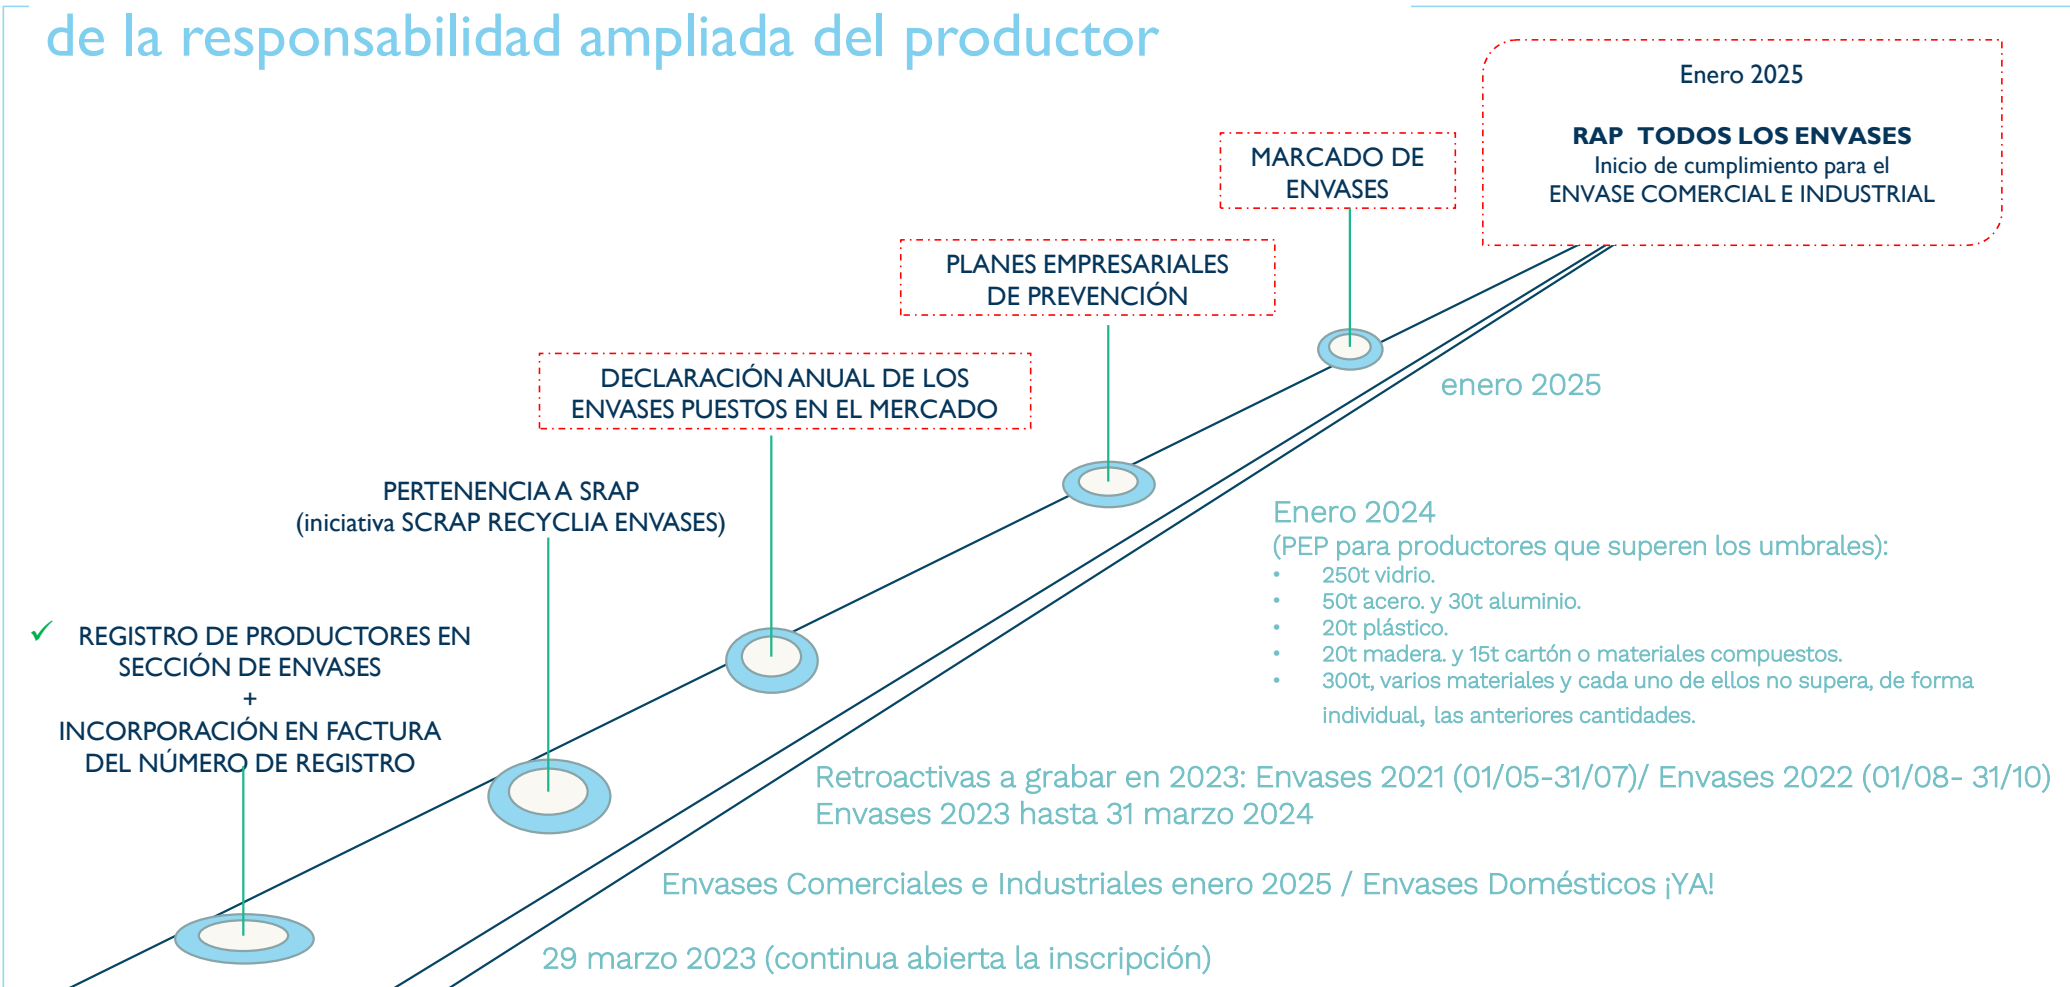 de la responsabilidad ampliada del productor
Enero 2025
RAP TODOS LOS ENVASES
Inicio de cumplimiento para el
ENVASE COMERCIAL E INDUSTRIAL
MARCADO DE
ENVASES
PLANES EMPRESARIALES
DE PREVENCIÓN
DECLARACIÓN ANUAL DE LOS
ENVASES PUESTOS EN EL MERCADO
PERTENENCIA A SRAP
(iniciativa SCRAP RECYCLIA ENVASES)
✓ REGISTRO DE PRODUCTORES EN
SECCIÓN DE ENVASES
+
INCORPORACIÓN EN FACTURA
DEL NÚMERO DE REGISTRO
enero 2025
Enero 2024
(PEP para productores que superen los umbrales):
• 250t vidrio.
• 50t acero. y 30t aluminio.
• 20t plástico.
• 20t madera. y 15t cartón o materiales compuestos.
• 300t, varios materiales y cada uno de ellos no supera, de forma
individual, las anteriores cantidades.
Retroactivas a grabar en 2023: Envases 2021 (01/05-31/07)/ Envases 2022 (01/08- 31/10)
Envases 2023 hasta 31 marzo 2024
Envases Comerciales e Industriales enero 2025 / Envases Domésticos ¡YA!
29 marzo 2023 (continua abierta la inscripción)